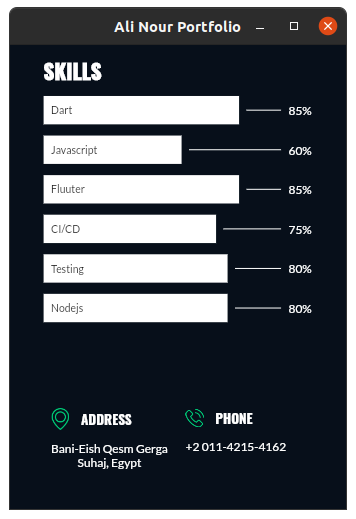 Ali Nour Portfolio
SKILLS
Dart 85%
Javascript 60%
Fluuter 85%
CI/CD 75%
Testing 80%
Nodejs 80%
ADDRESS
Bani-Eish Qesm Gerga
Suhaj, Egypt
PHONE
+2 011-4215-4162